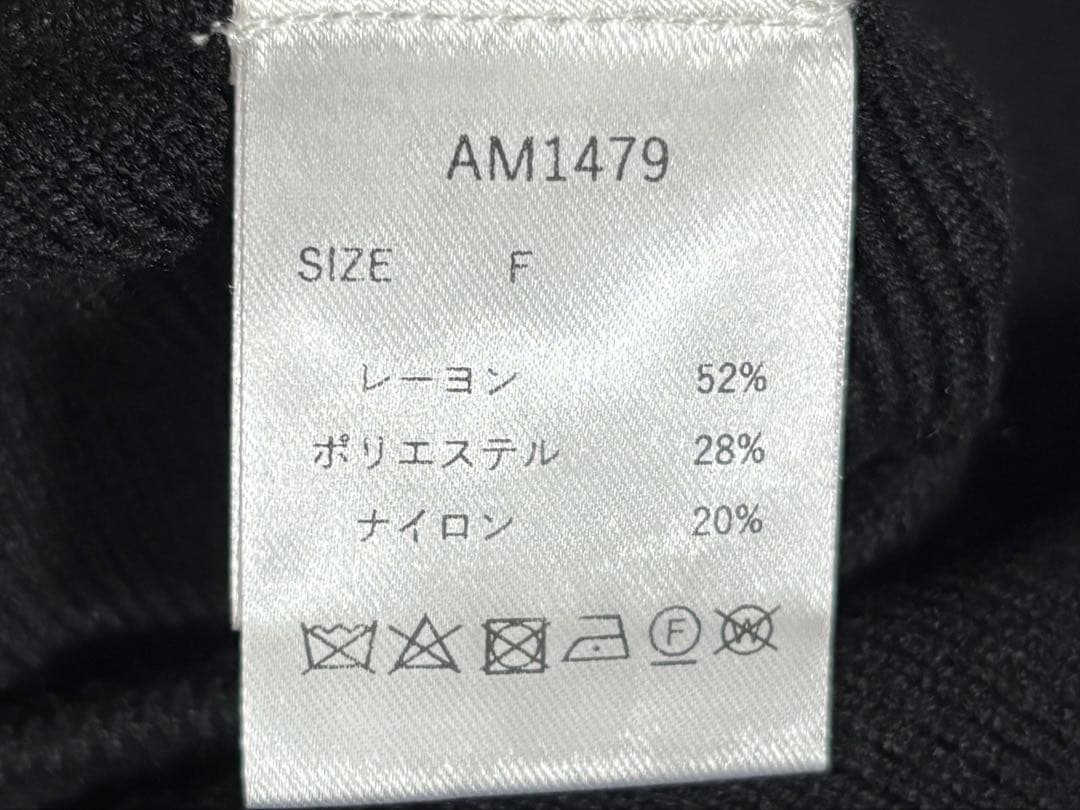 AM1479
SIZE F
レーヨン 52%
ポリエステル 28%
ナイロン 20%
F W